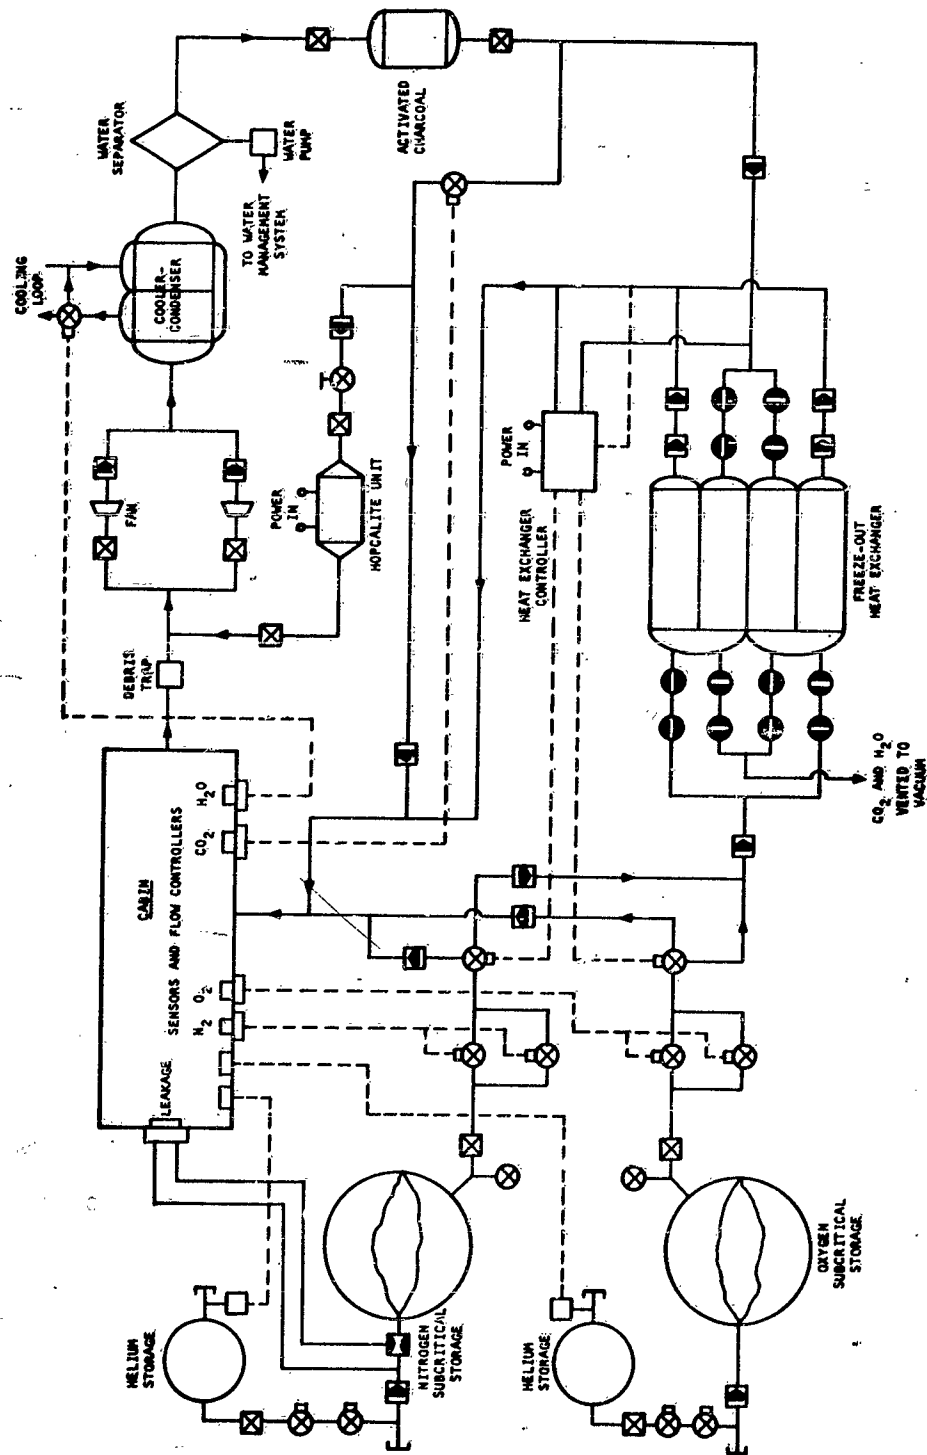 COOLING
LOOP
WATER
SEPARATOR
COOLER-
CONDENSER
WATER
PUMP
TO WATER
MANAGEMENT
SYSTEM
ACTIVATED
CHARCOAL
FAN
POWER
IN
HOPCALITE UNIT
DEBRIS
TRAP
POWER
IN
HEAT EXCHANGER
CONTROLLER
FREEZE-OUT
HEAT EXCHANGER
CO2 AND H2O
VENTED TO
VACUUM
CABIN
SENSORS AND FLOW CONTROLLERS
H2O
CO2
O2
N2
LEAKAGE
HELIUM
STORAGE
NITROGEN
SUBCRITICAL
STORAGE
HELIUM
STORAGE
OXYGEN
SUBCRITICAL
STORAGE